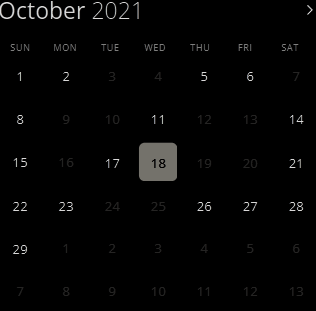 October 2021
SUN MON TUE WED THU FRI SAT
1 2 3 4 5 6 7
8 9 10 11 12 13 14
15 16 17 18 19 20 21
22 23 24 25 26 27 28
29 1 2 3 4 5 6
7 8 9 10 11 12 13